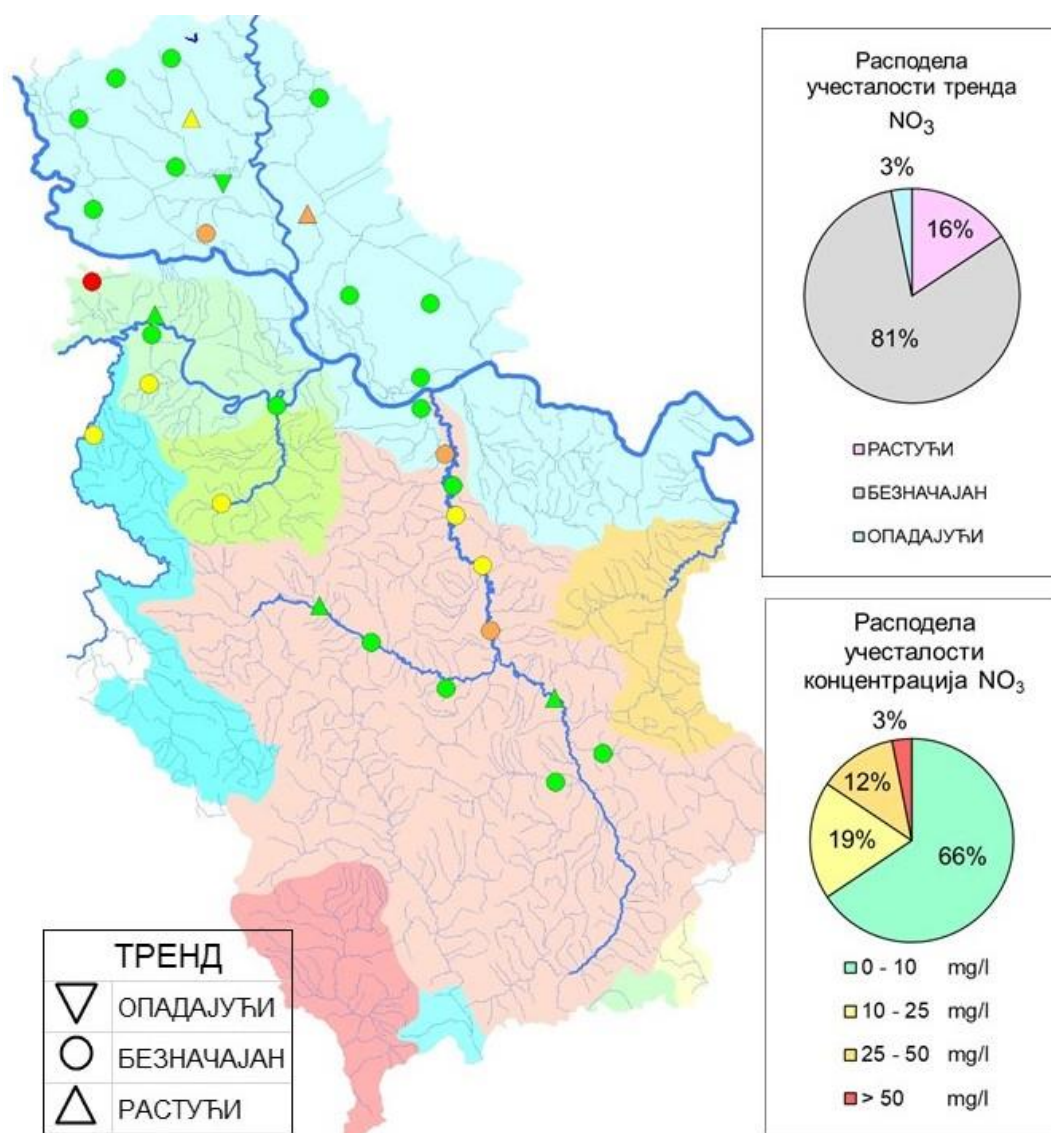 Расподела
учесталости тренда
NO3
3%
16%
81%
РАСТУЋИ
БЕЗНАЧАЈАН
ОПАДАЈУЋИ
Расподела
учесталости
концентрација NO3
3%
12%
19%
66%
0 - 10 mg/l
10 - 25 mg/l
25 - 50 mg/l
> 50 mg/l
ТРЕНД
ОПАДАЈУЋИ
БЕЗНАЧАЈАН
РАСТУЋИ